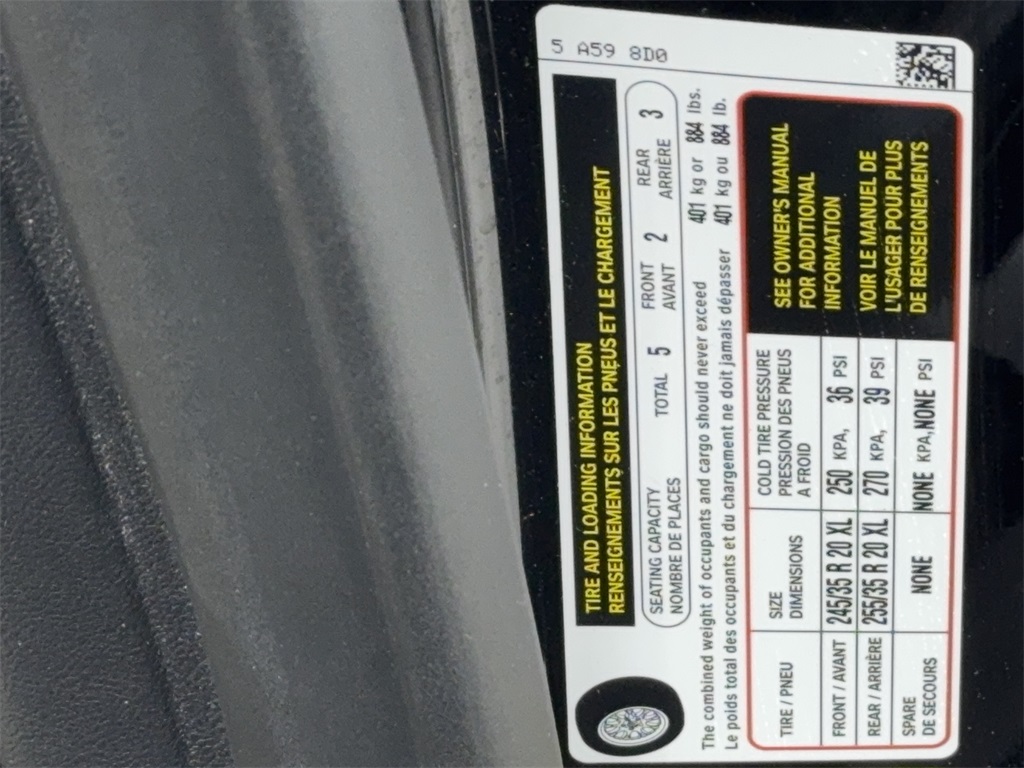 5 A59 8D0
TIRE AND LOADING INFORMATION
RENSEIGNEMENTS SUR LES PNEUS ET LE CHARGEMENT
SEATING CAPACITY TOTAL 5 FRONT 2 REAR 3
NOMBRE DE PLACES AVANT ARRIÈRE
The combined weight of occupants and cargo should never exceed 401 kg or 884 lbs.
Le poids total des occupants et du chargement ne doit jamais dépasser 401 kg ou 884 lb.
TIRE / PNEU SIZE DIMENSIONS COLD TIRE PRESSURE PRESSION DES PNEUS A FROID
FRONT / AVANT 245/35 R 20 XL 250 KPA, 36 PSI
REAR / ARRIÈRE 255/35 R 20 XL 270 KPA, 39 PSI
SPARE DE SECOURS NONE NONE KPA, NONE PSI
SEE OWNER'S MANUAL
FOR ADDITIONAL
INFORMATION
VOIR LE MANUEL DE
L'USAGER POUR PLUS
DE RENSEIGNEMENTS